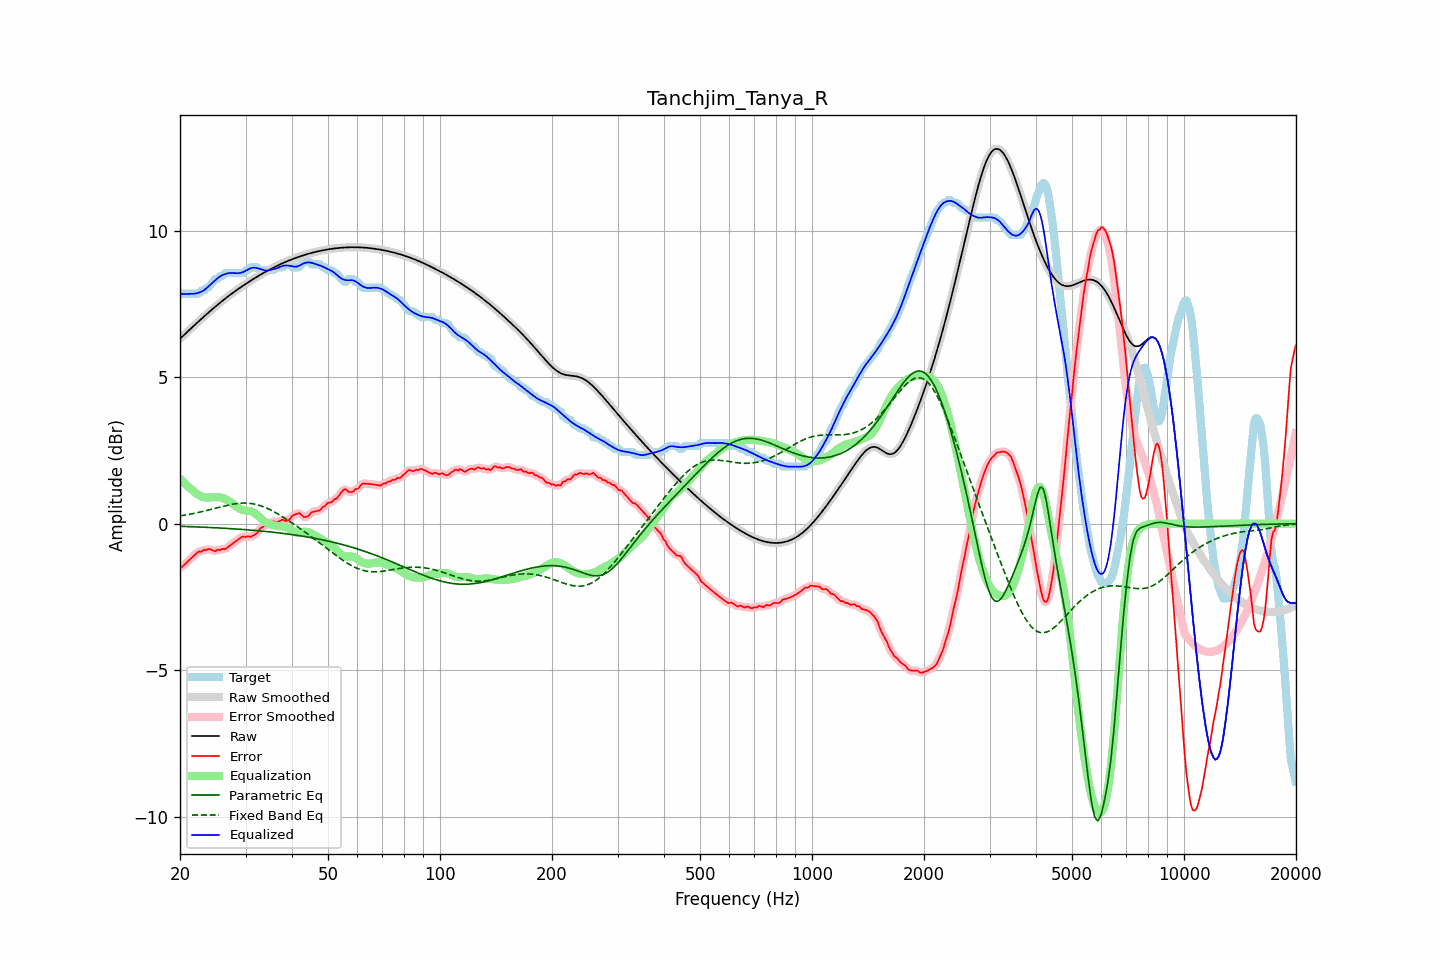 Tanchjim_Tanya_R
Amplitude (dBr)
10
5
0
−5
−10
Target
Raw Smoothed
Error Smoothed
Raw
Error
Equalization
Parametric Eq
Fixed Band Eq
Equalized
20 50 100 200 500 1000 2000 5000 10000 20000
Frequency (Hz)